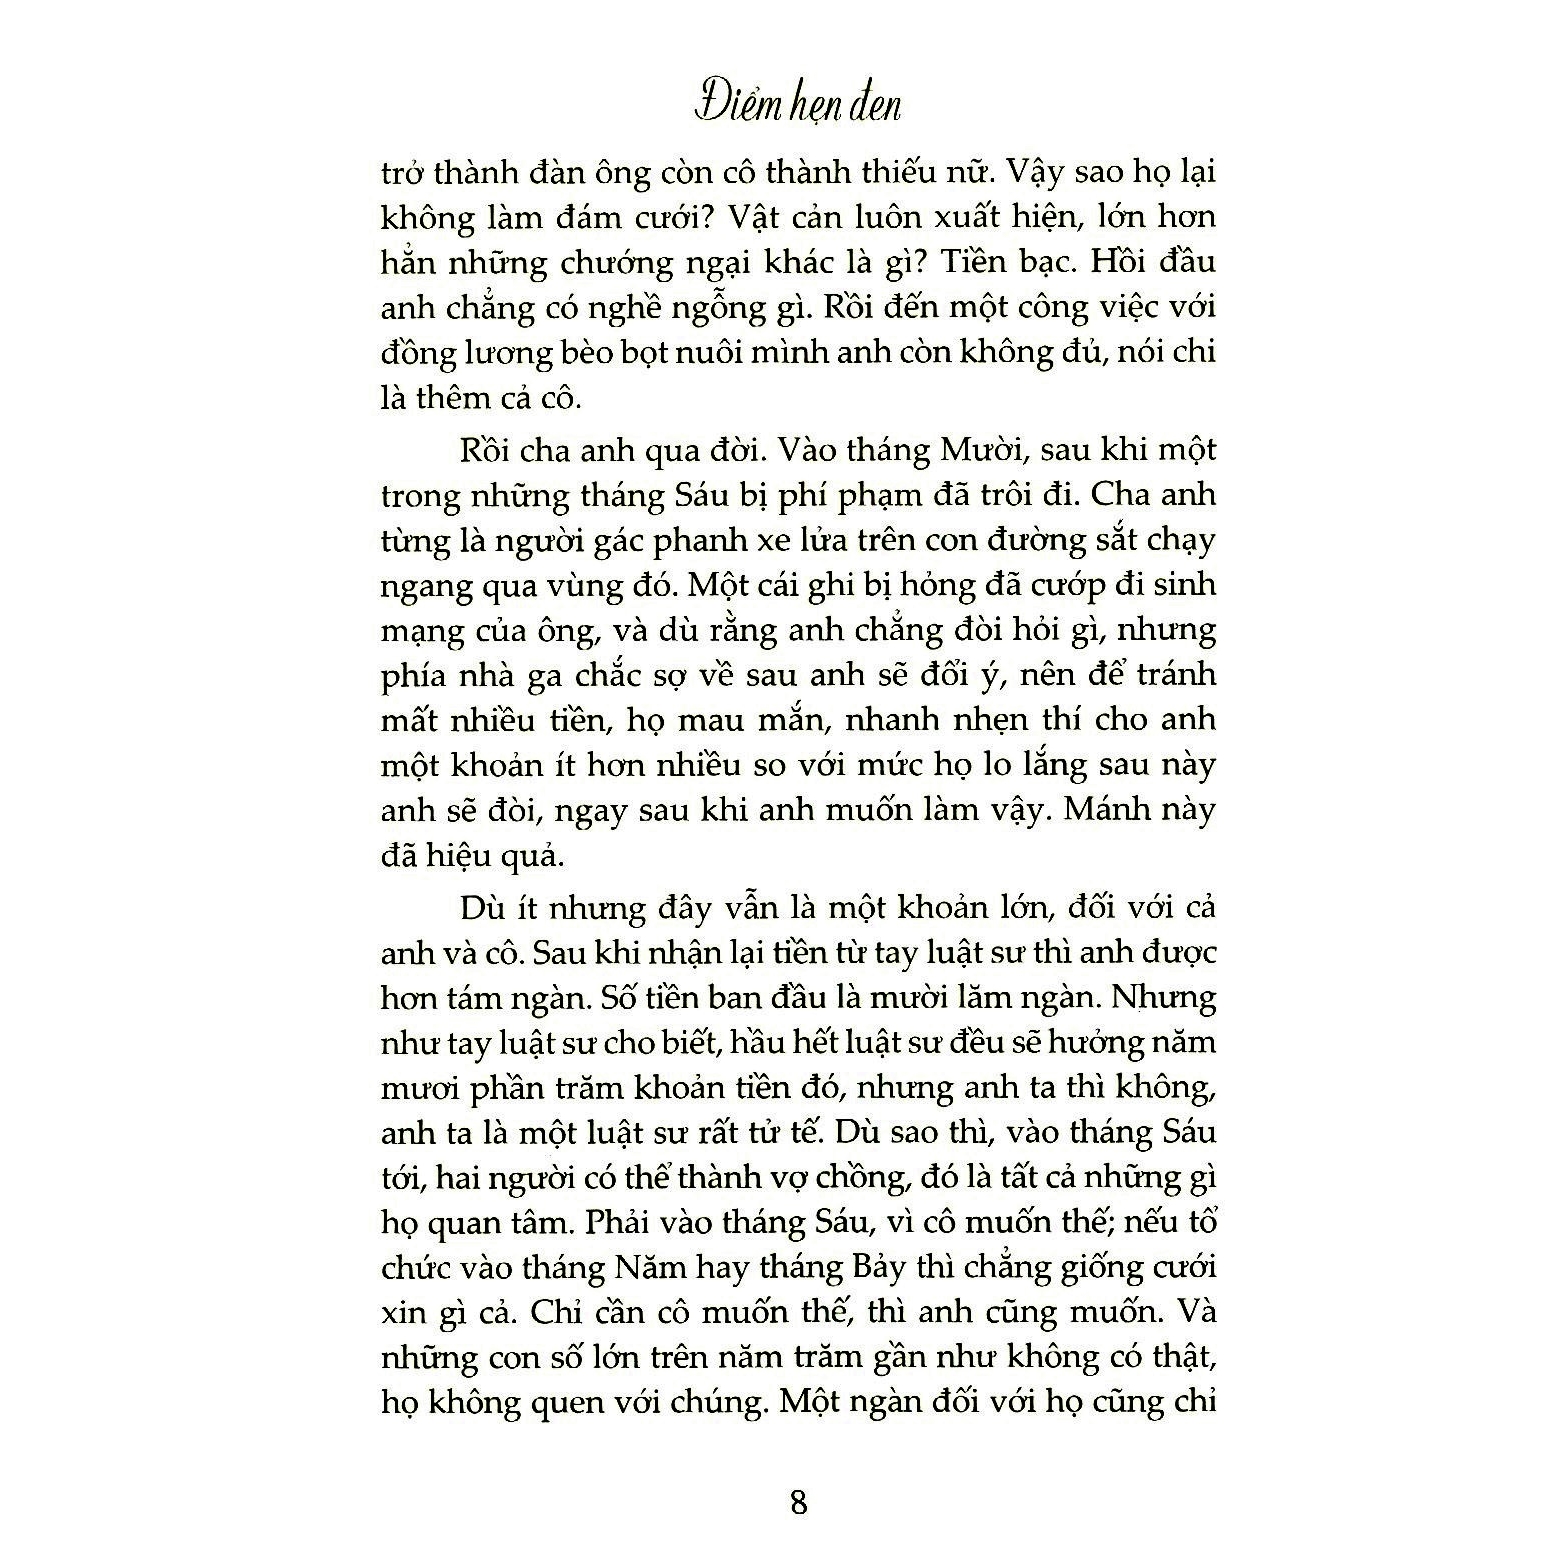 Điểm hẹn đen
trở thành đàn ông còn cô thành thiếu nữ. Vậy sao họ lại
không làm đám cưới? Vật cản luôn xuất hiện, lớn hơn
hẳn những chướng ngại khác là gì? Tiền bạc. Hồi đầu
anh chẳng có nghề ngỗng gì. Rồi đến một công việc với
đồng lương bèo bọt nuôi mình anh còn không đủ, nói chi
là thêm cả cô.
Rồi cha anh qua đời. Vào tháng Mười, sau khi một
trong những tháng Sáu bị phí phạm đã trôi đi. Cha anh
từng là người gác phanh xe lửa trên con đường sắt chạy
ngang qua vùng đó. Một cái ghi bị hỏng đã cướp đi sinh
mạng của ông, và dù rằng anh chẳng đòi hỏi gì, nhưng
phía nhà ga chắc sợ về sau anh sẽ đổi ý, nên để tránh
mất nhiều tiền, họ mau mắn, nhanh nhẹn thí cho anh
một khoản ít hơn nhiều so với mức họ lo lắng sau này
anh sẽ đòi, ngay sau khi anh muốn làm vậy. Mánh này
đã hiệu quả.
Dù ít nhưng đây vẫn là một khoản lớn, đối với cả
anh và cô. Sau khi nhận lại tiền từ tay luật sư thì anh được
hơn tám ngàn. Số tiền ban đầu là mười lăm ngàn. Nhưng
như tay luật sư cho biết, hầu hết luật sư đều sẽ hưởng năm
mươi phần trăm khoản tiền đó, nhưng anh ta thì không,
anh ta là một luật sư rất tử tế. Dù sao thì, vào tháng Sáu
tới, hai người có thể thành vợ chồng, đó là tất cả những gì
họ quan tâm. Phải vào tháng Sáu, vì cô muốn thế; nếu tổ
chức vào tháng Năm hay tháng Bảy thì chẳng giống cưới
xin gì cả. Chỉ cần cô muốn thế, thì anh cũng muốn. Và
những con số lớn trên năm trăm gần như không có thật,
họ không quen với chúng. Một ngàn đối với họ cũng chỉ
8